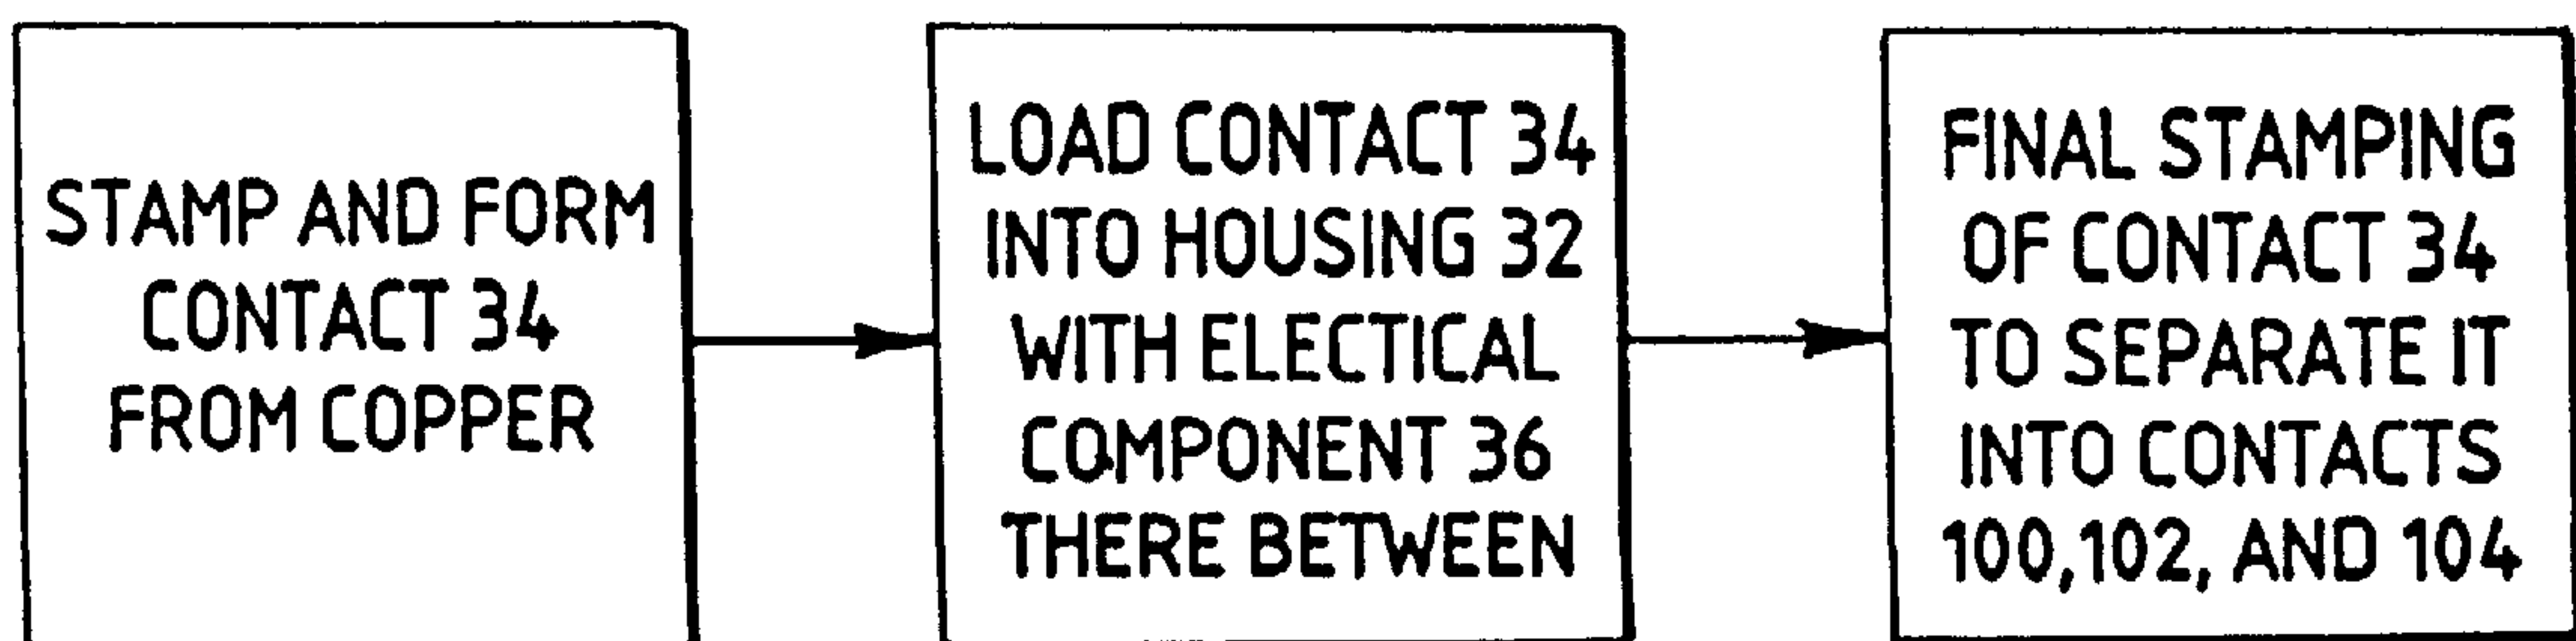 STAMP AND FORM
CONTACT 34
FROM COPPER
LOAD CONTACT 34
INTO HOUSING 32
WITH ELECTICAL
COMPONENT 36
THERE BETWEEN
FINAL STAMPING
OF CONTACT 34
TO SEPARATE IT
INTO CONTACTS
100,102, AND 104